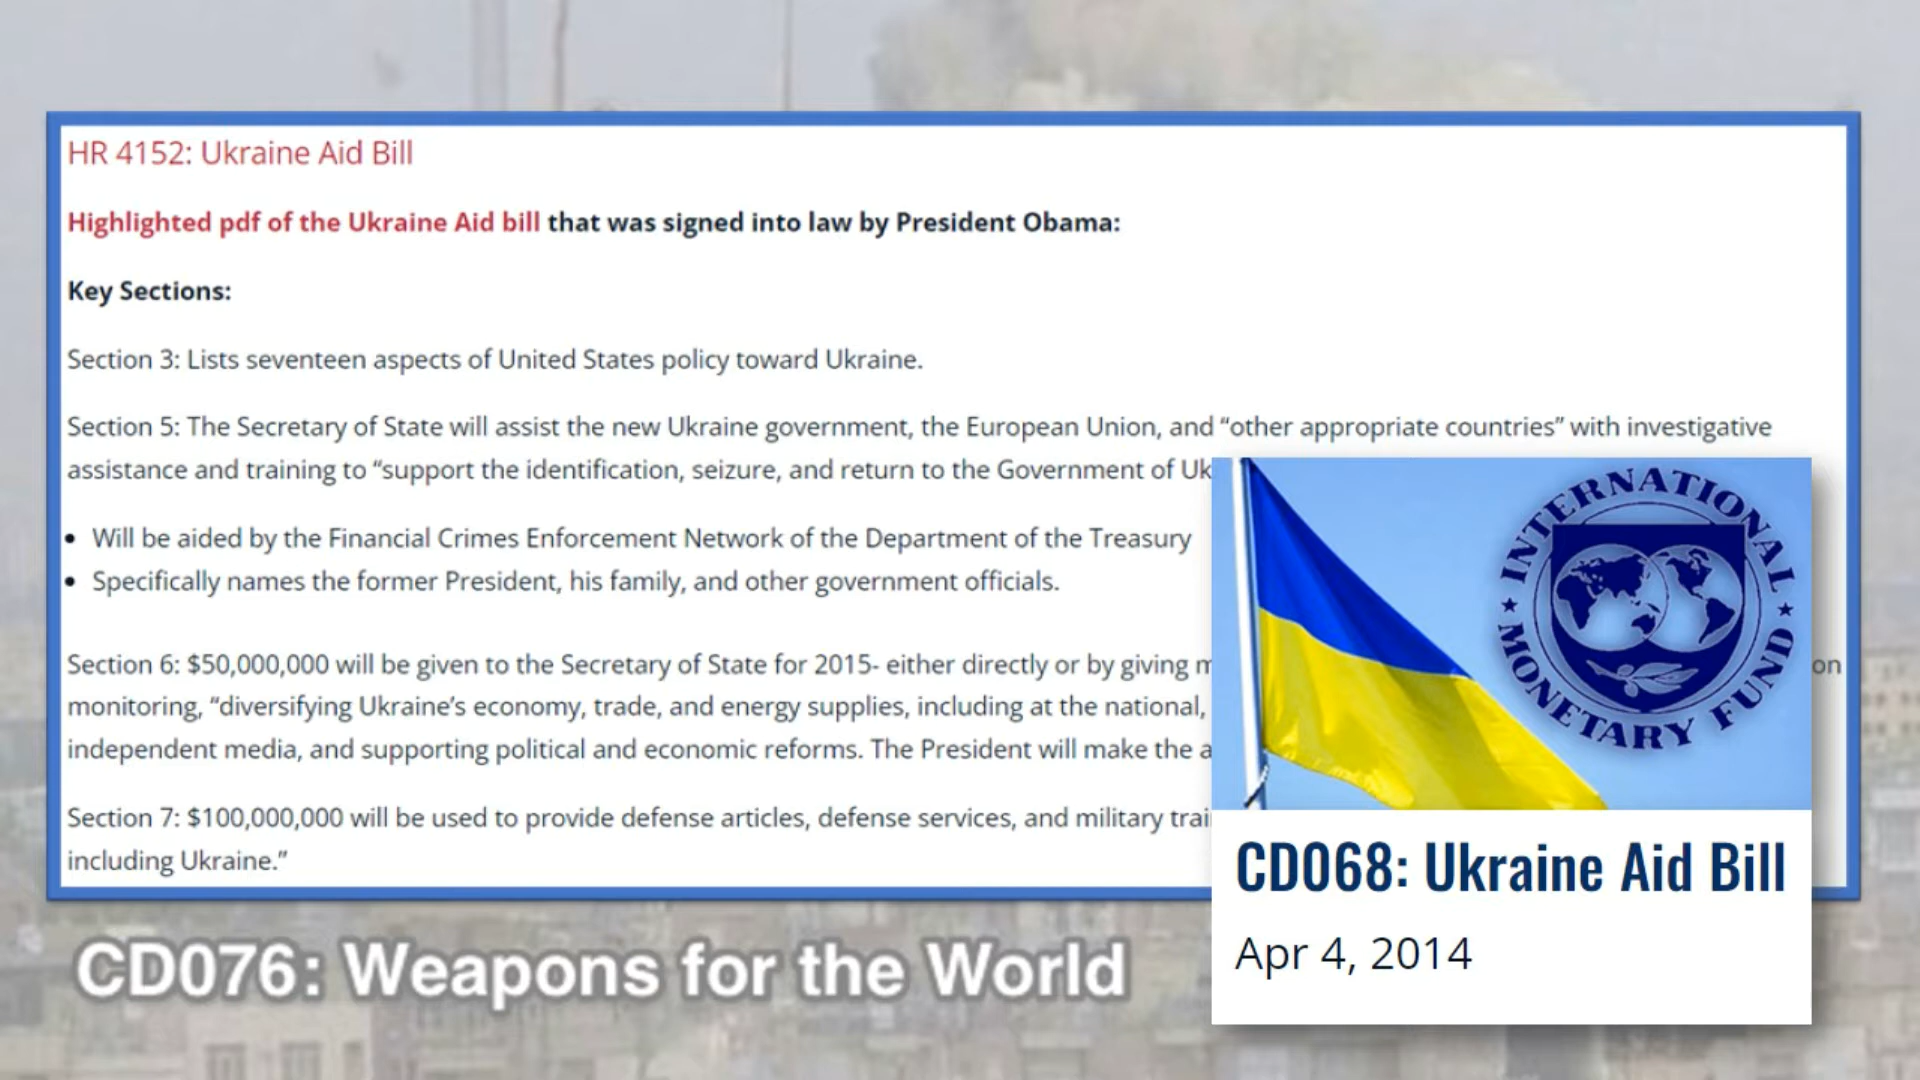 HR 4152: Ukraine Aid Bill
Highlighted pdf of the Ukraine Aid bill that was signed into law by President Obama:
Key Sections:
Section 3: Lists seventeen aspects of United States policy toward Ukraine.
Section 5: The Secretary of State will assist the new Ukraine government, the European Union, and “other appropriate countries” with investigative
assistance and training to “support the identification, seizure, and return to the Government of Uk
• Will be aided by the Financial Crimes Enforcement Network of the Department of the Treasury
• Specifically names the former President, his family, and other government officials.
Section 6: $50,000,000 will be given to the Secretary of State for 2015- either directly or by giving m on
monitoring, “diversifying Ukraine’s economy, trade, and energy supplies, including at the national,
independent media, and supporting political and economic reforms. The President will make the a
Section 7: $100,000,000 will be used to provide defense articles, defense services, and military trai
including Ukraine.”
INTERNATIONAL MONETARY FUND
CD068: Ukraine Aid Bill
Apr 4, 2014
CD076: Weapons for the World